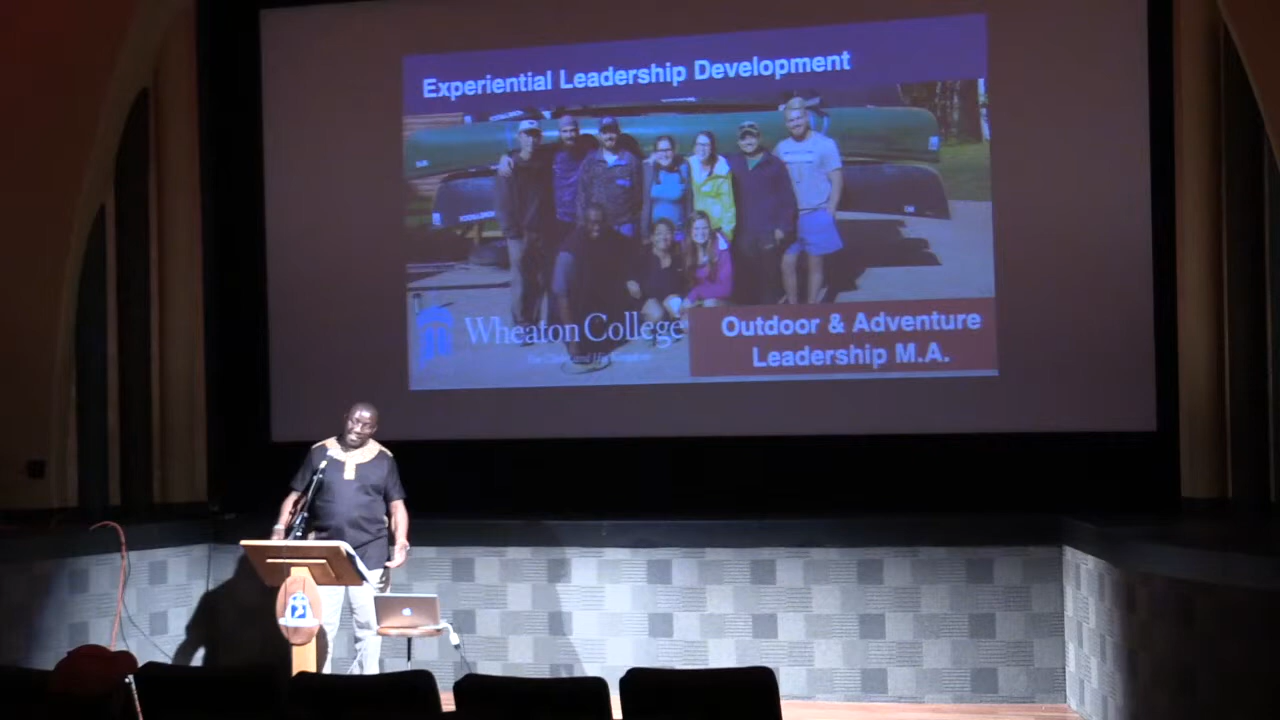 Experiential Leadership Development
Wheaton College
Outdoor & Adventure
Leadership M.A.